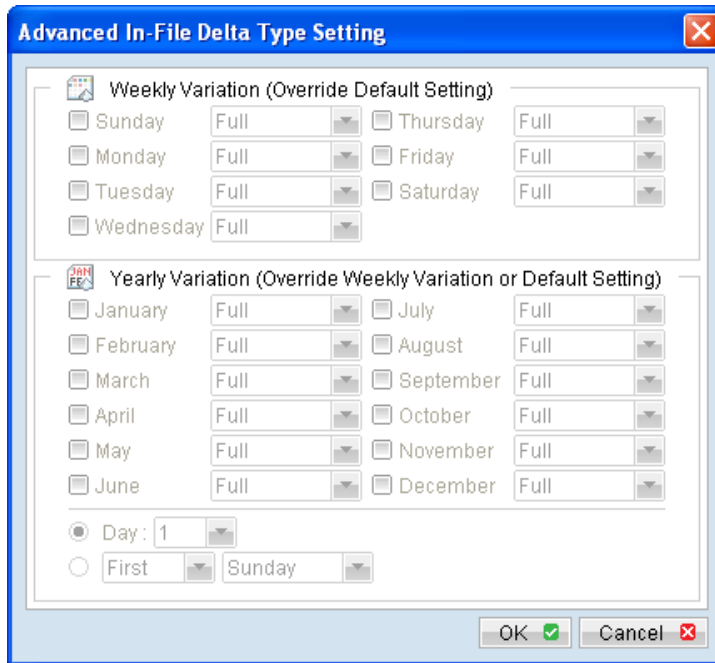 Advanced In-File Delta Type Setting
Weekly Variation (Override Default Setting)
Sunday Full Thursday Full
Monday Full Friday Full
Tuesday Full Saturday Full
Wednesday Full
JAN
FEB
Yearly Variation (Override Weekly Variation or Default Setting)
January Full July Full
February Full August Full
March Full September Full
April Full October Full
May Full November Full
June Full December Full
Day : 1
First Sunday
OK Cancel